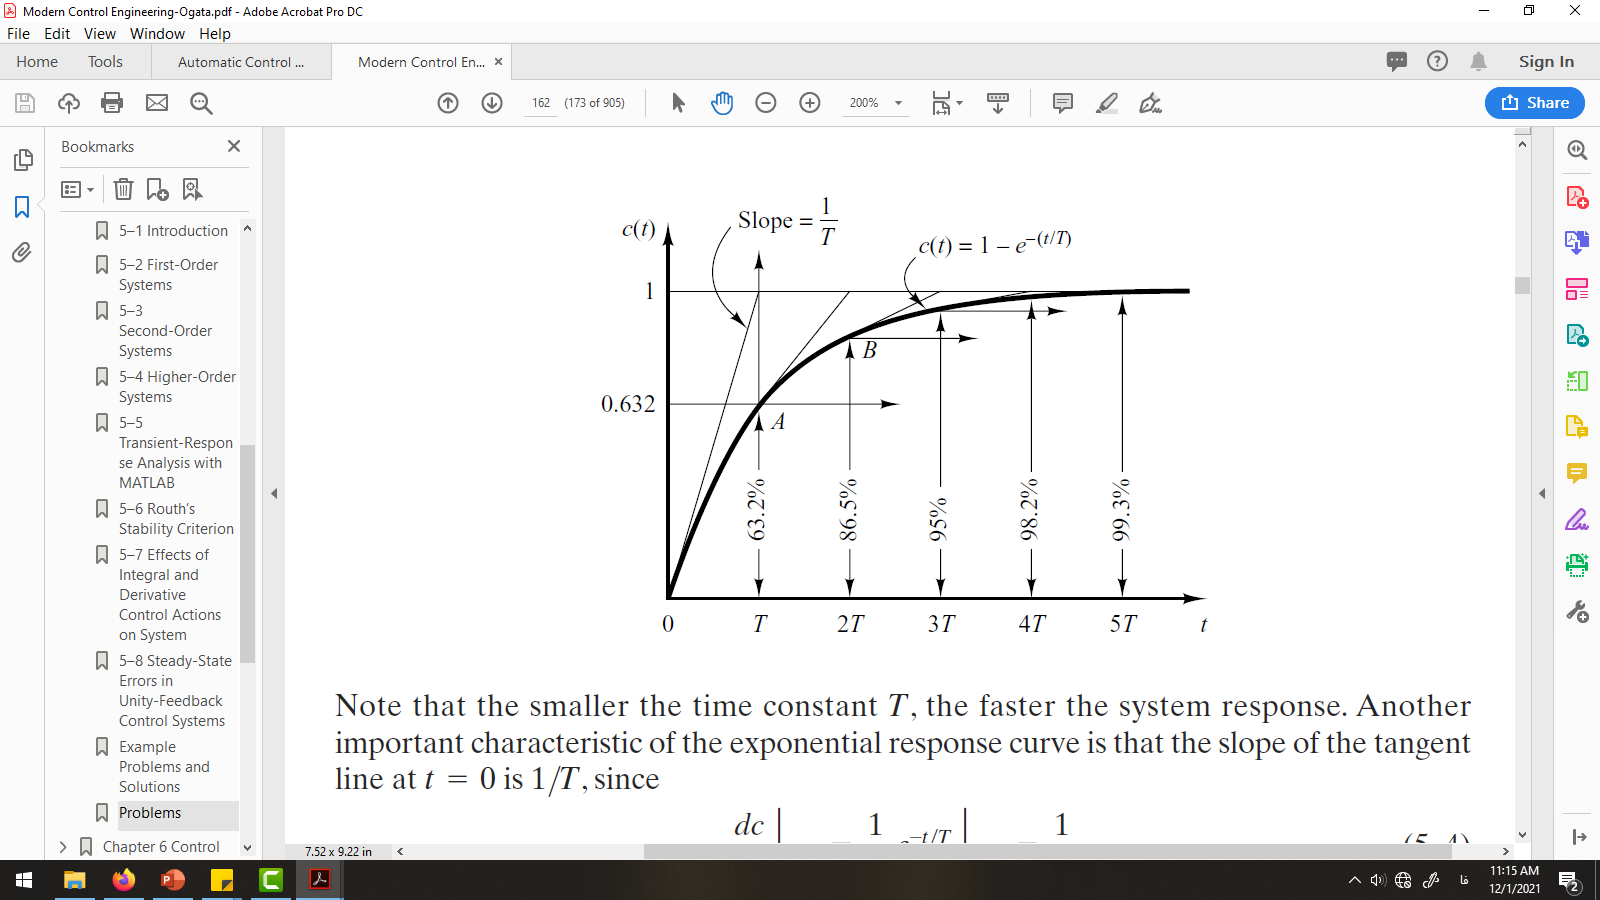 Modern Control Engineering-Ogata.pdf - Adobe Acrobat Pro DC
File Edit View Window Help
Home Tools Automatic Control ... Modern Control En... × Sign In
162 (173 of 905) 200% Share
Bookmarks
5–1 Introduction
5–2 First-Order
Systems
5–3
Second-Order
Systems
5–4 Higher-Order
Systems
5–5
Transient-Respon
se Analysis with
MATLAB
5–6 Routh's
Stability Criterion
5–7 Effects of
Integral and
Derivative
Control Actions
on System
5–8 Steady-State
Errors in
Unity-Feedback
Control Systems
Example
Problems and
Solutions
Problems
Chapter 6 Control
c(t)
Slope = 1/T
c(t) = 1 – e^–(t/T)
1
B
0.632
A
63.2% 86.5% 95% 98.2% 99.3%
0 T 2T 3T 4T 5T t
Note that the smaller the time constant T, the faster the system response. Another
important characteristic of the exponential response curve is that the slope of the tangent
line at t = 0 is 1/T, since
7.52 x 9.22 in
11:15 AM
12/1/2021
2